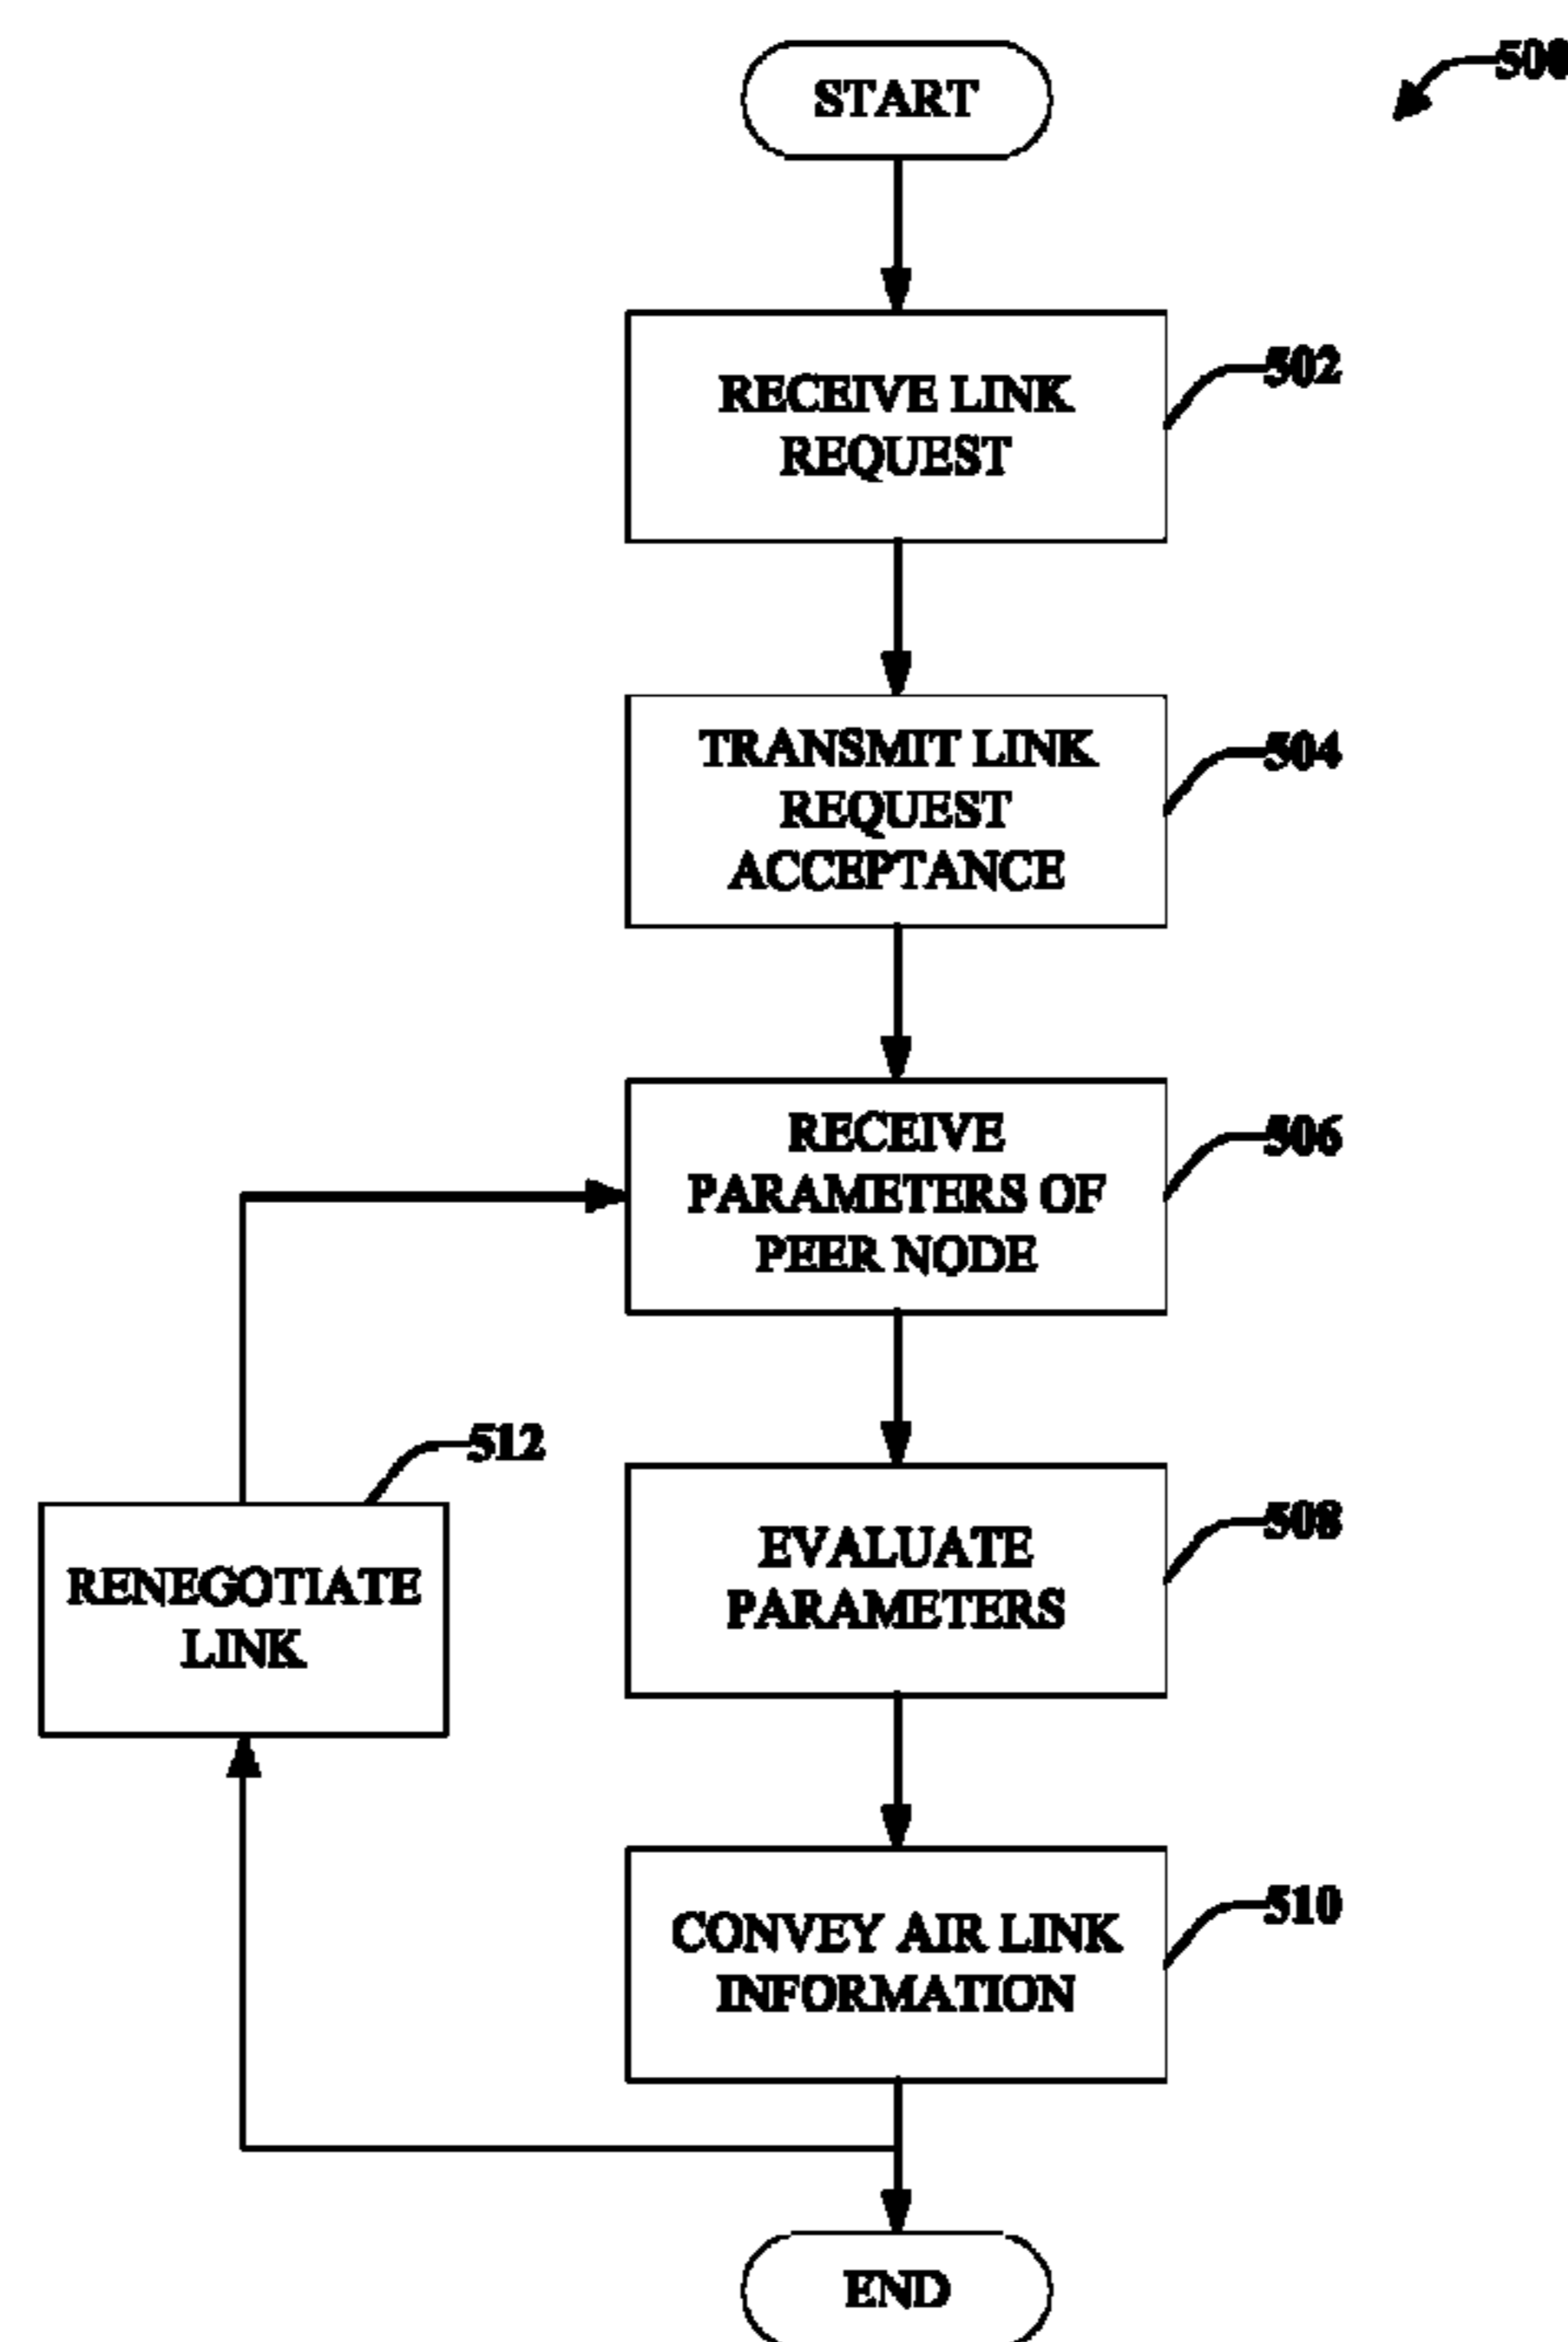 START
500
RECEIVE LINK
REQUEST
502
TRANSMIT LINK
REQUEST
ACCEPTANCE
504
RECEIVE
PARAMETERS OF
PEER NODE
506
512
RENEGOTIATE
LINK
EVALUATE
PARAMETERS
508
CONVEY AIR LINK
INFORMATION
510
END